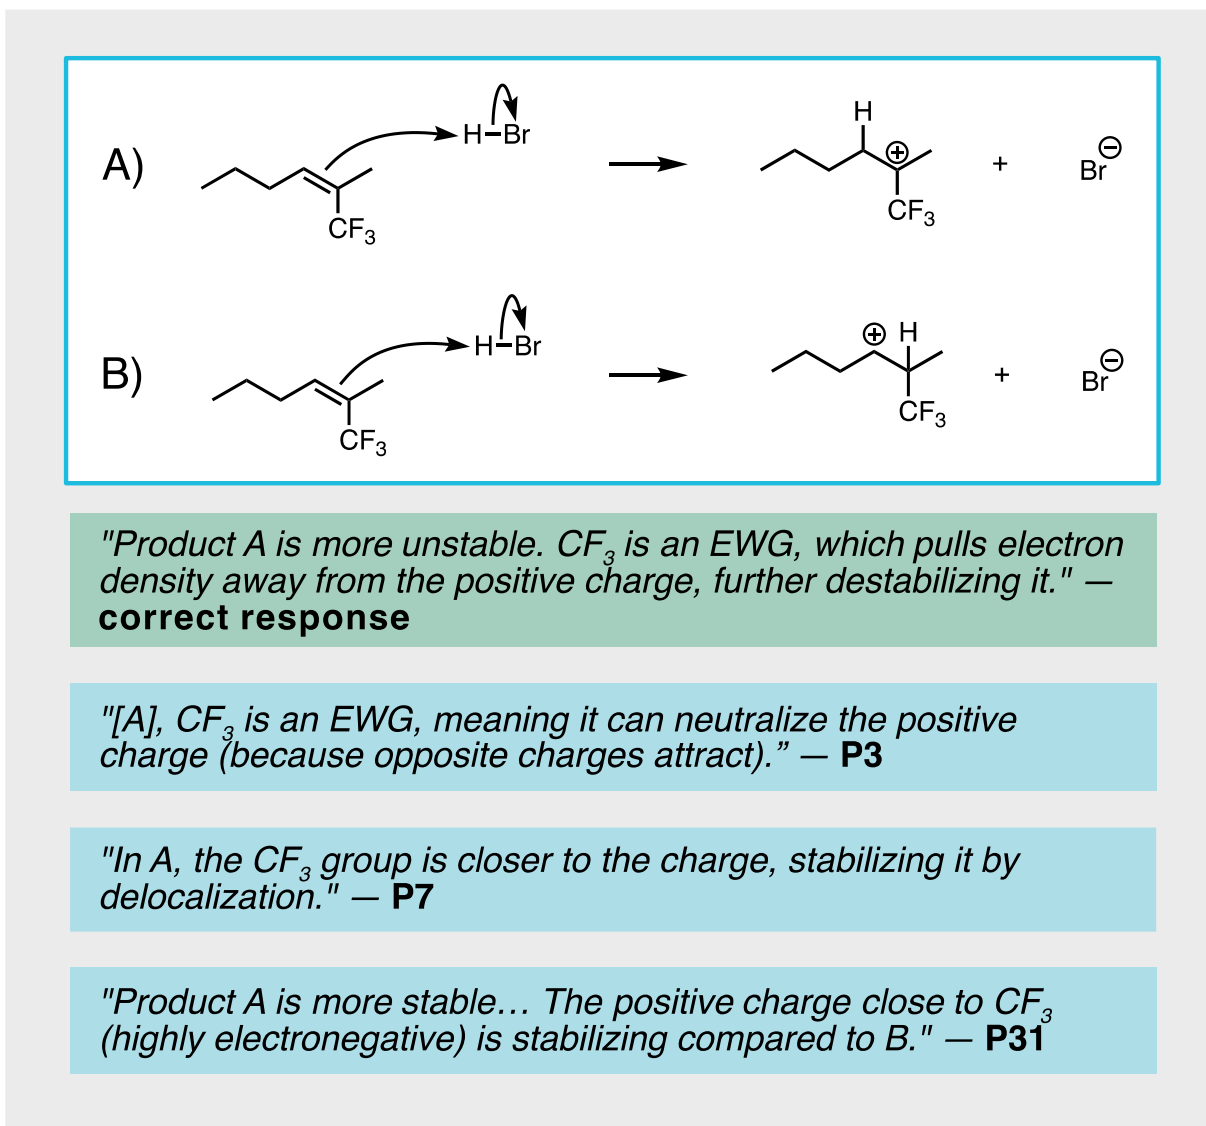 A)
H–Br
CF₃
H
⊕
CF₃
+
Br⊖
B)
H–Br
CF₃
⊕ H
CF₃
+
Br⊖
"Product A is more unstable. CF₃ is an EWG, which pulls electron
density away from the positive charge, further destabilizing it." —
correct response
"[A], CF₃ is an EWG, meaning it can neutralize the positive
charge (because opposite charges attract).” — P3
"In A, the CF₃ group is closer to the charge, stabilizing it by
delocalization." — P7
"Product A is more stable… The positive charge close to CF₃
(highly electronegative) is stabilizing compared to B." — P31